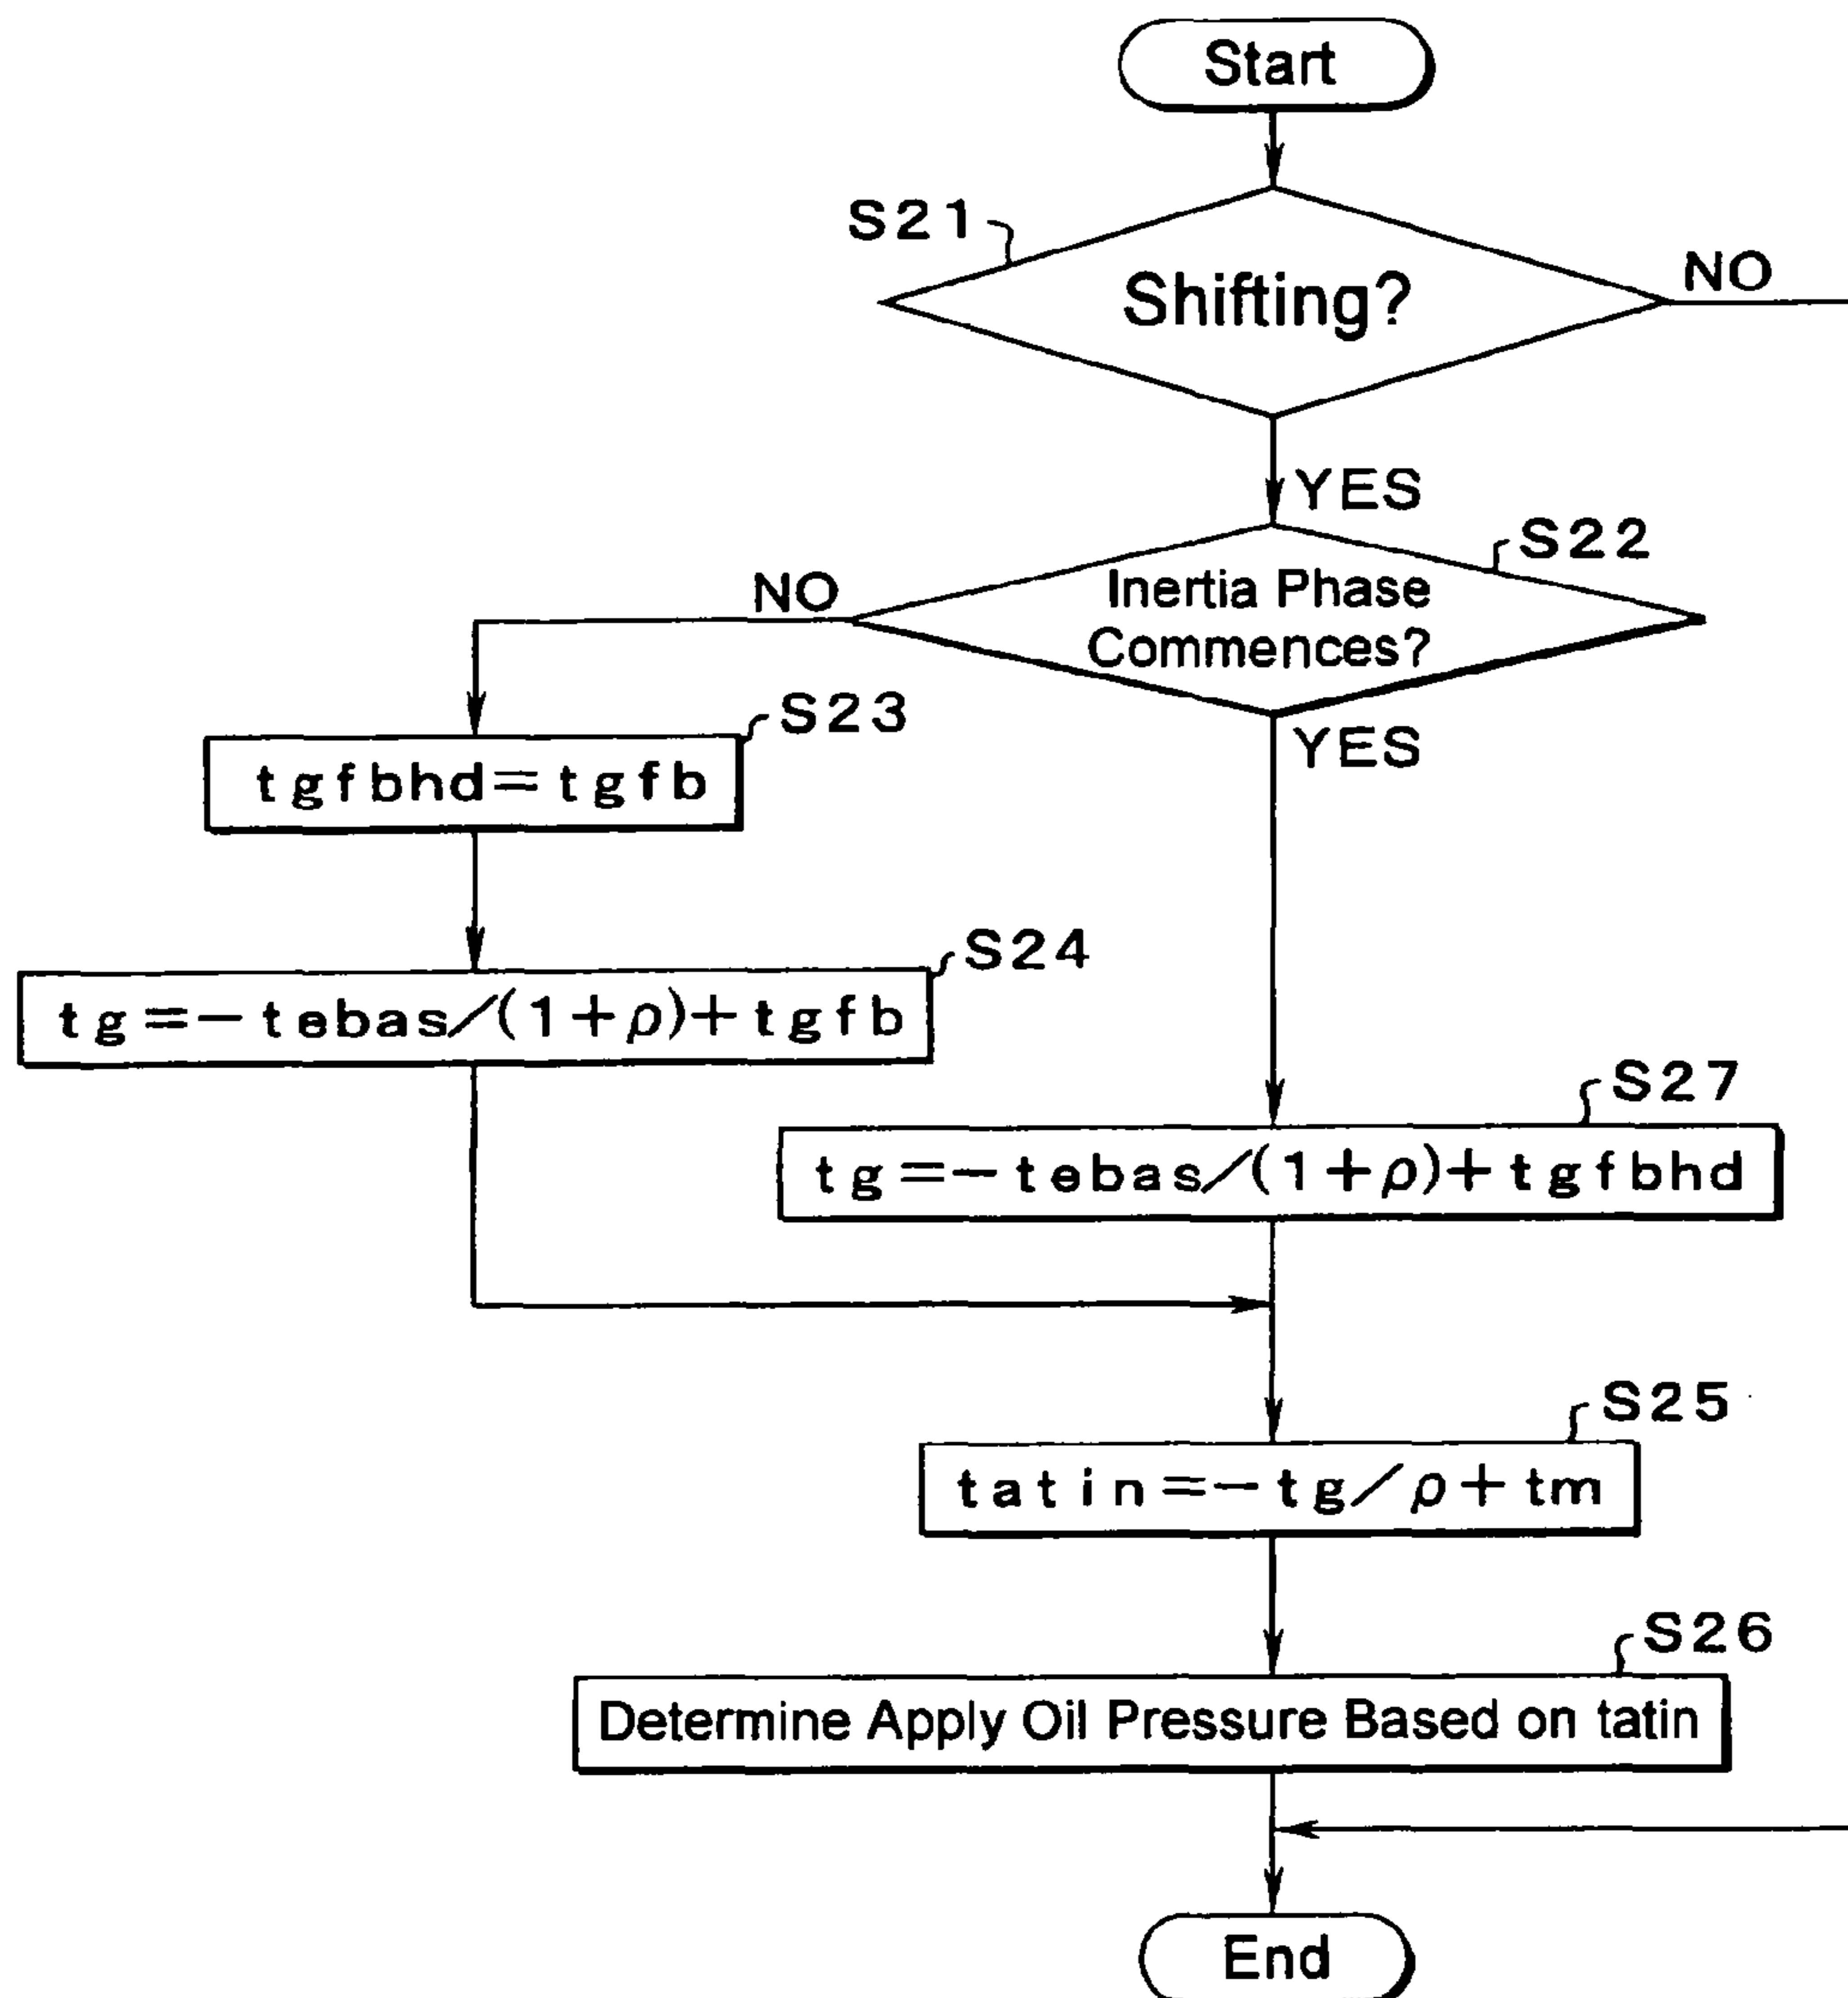 Start
S21
Shifting?
NO
YES
S22
Inertia Phase
Commences?
NO
YES
S23
tgfbhd=tgfb
S24
tg=-tebas/(1+ρ)+tgfb
S27
tg=-tebas/(1+ρ)+tgfbhd
S25
tatin=-tg/ρ+tm
S26
Determine Apply Oil Pressure Based on tatin
End